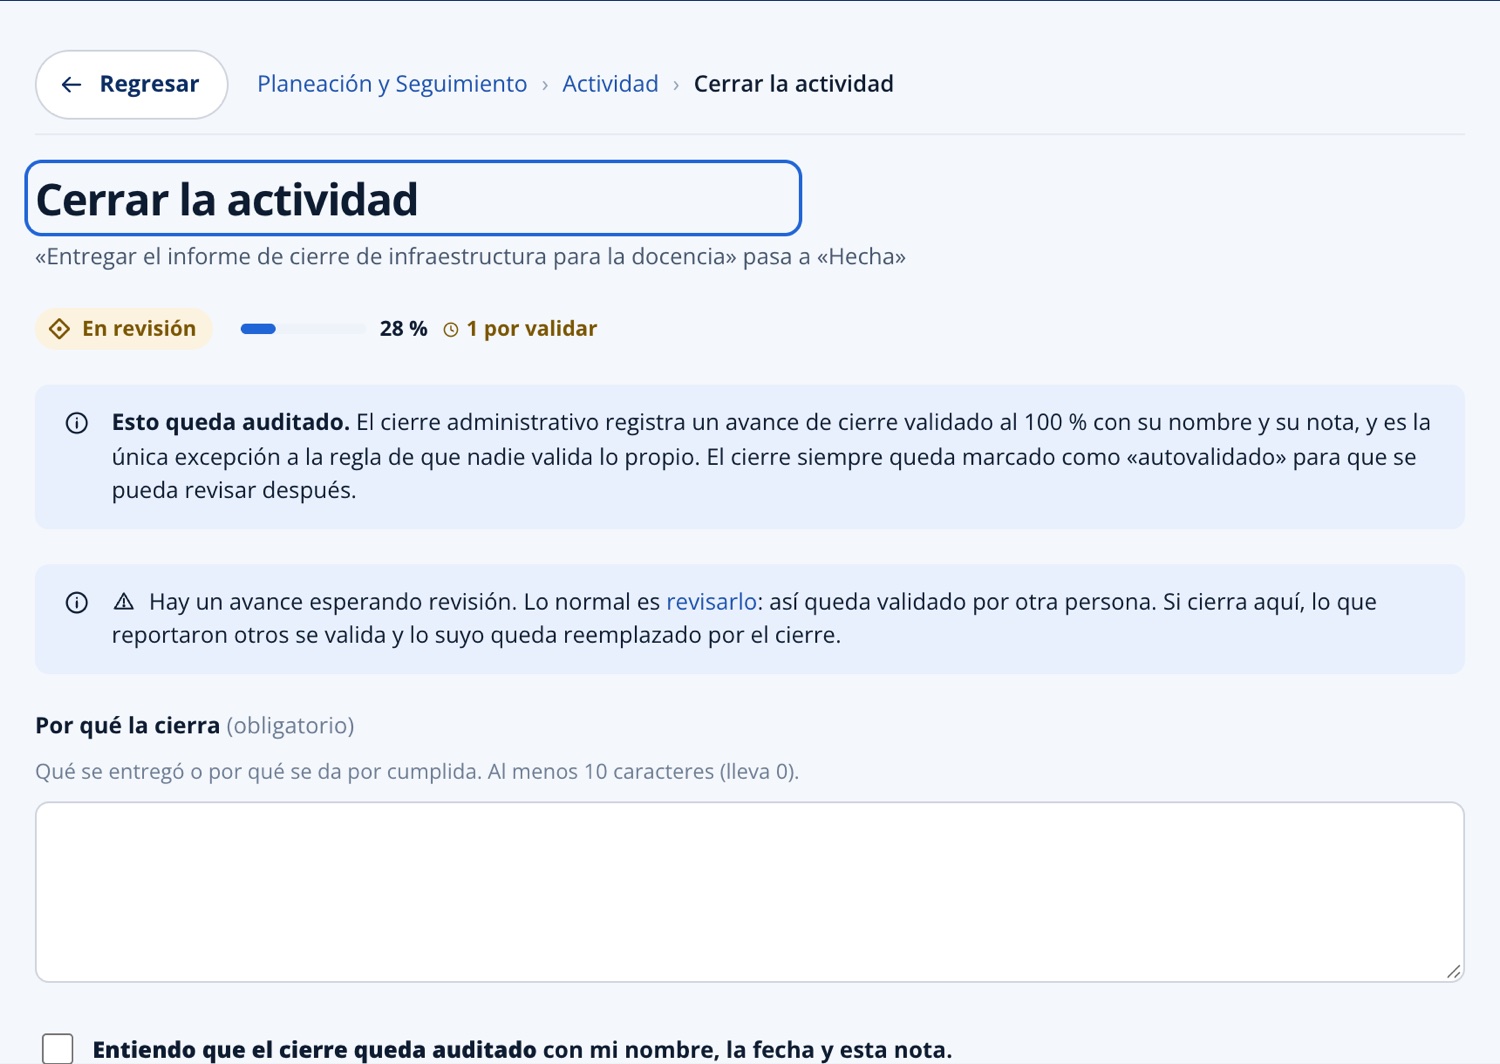 ← Regresar
Planeación y Seguimiento › Actividad › Cerrar la actividad
Cerrar la actividad
«Entregar el informe de cierre de infraestructura para la docencia» pasa a «Hecha»
En revisión 28 % 1 por validar
Esto queda auditado. El cierre administrativo registra un avance de cierre validado al 100 % con su nombre y su nota, y es la
única excepción a la regla de que nadie valida lo propio. El cierre siempre queda marcado como «autovalidado» para que se
pueda revisar después.
⚠ Hay un avance esperando revisión. Lo normal es revisarlo: así queda validado por otra persona. Si cierra aquí, lo que
reportaron otros se valida y lo suyo queda reemplazado por el cierre.
Por qué la cierra (obligatorio)
Qué se entregó o por qué se da por cumplida. Al menos 10 caracteres (lleva 0).
Entiendo que el cierre queda auditado con mi nombre, la fecha y esta nota.